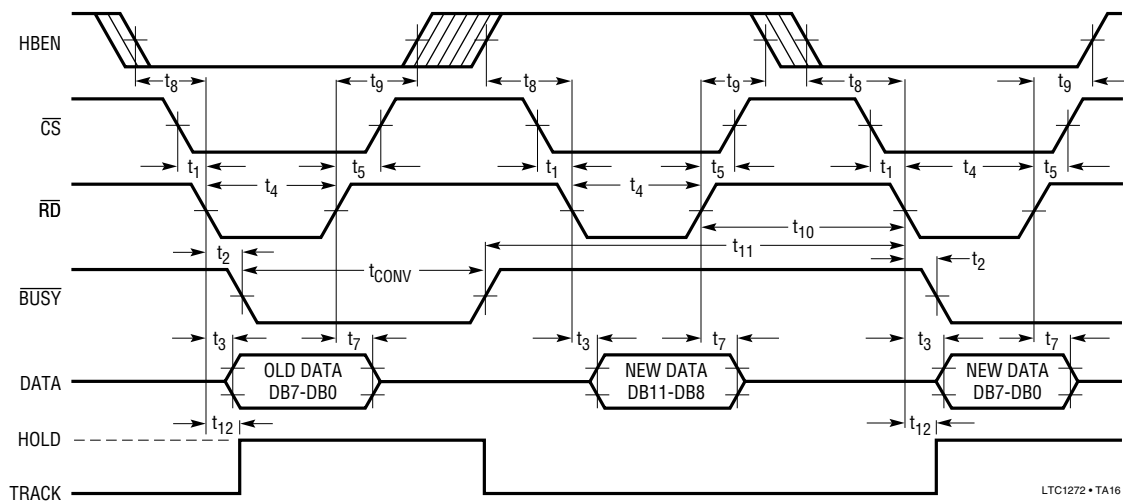 HBEN
t8 t9 t8 t9 t8 t9
CS
t1 t5 t1 t5 t1 t5
t4 t4 t4
RD
t10
t2 t11 t2
tCONV
BUSY
t3 t7 t3 t7 t3 t7
DATA
OLD DATA
DB7-DB0
NEW DATA
DB11-DB8
NEW DATA
DB7-DB0
t12 t12
HOLD
TRACK
LTC1272 • TA16